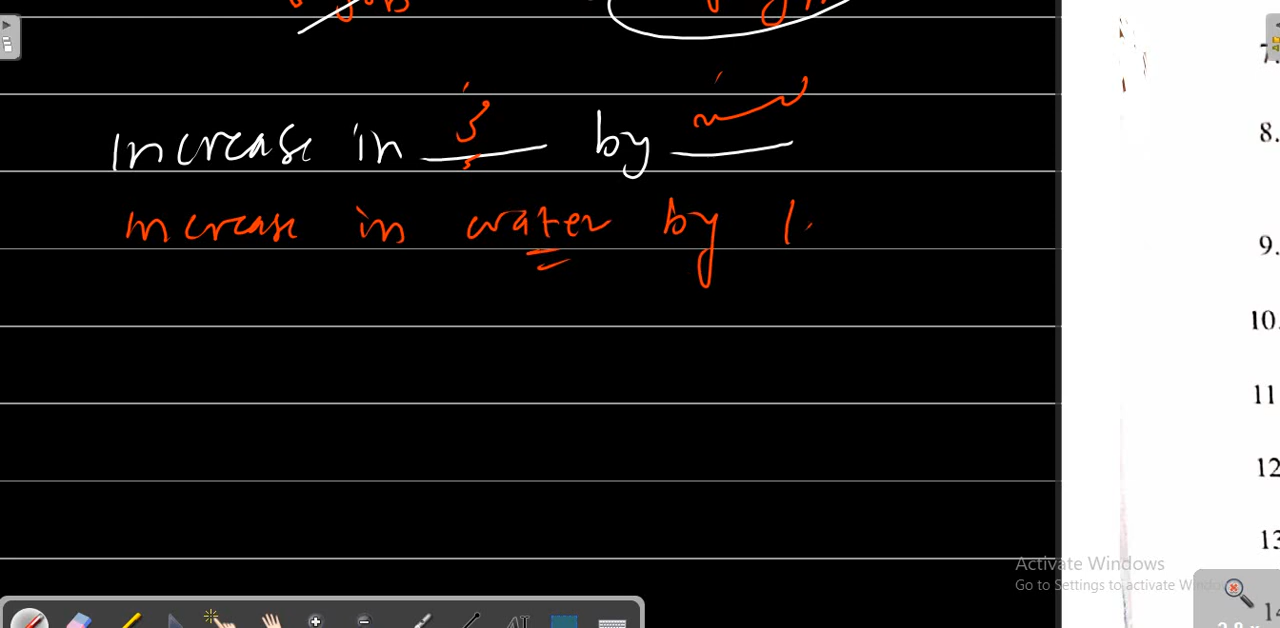 Increase in ___ by ___
Increase in water by 1.
8.
9.
10.
11
12
13
14
Activate Windows
Go to Settings to activate Windows